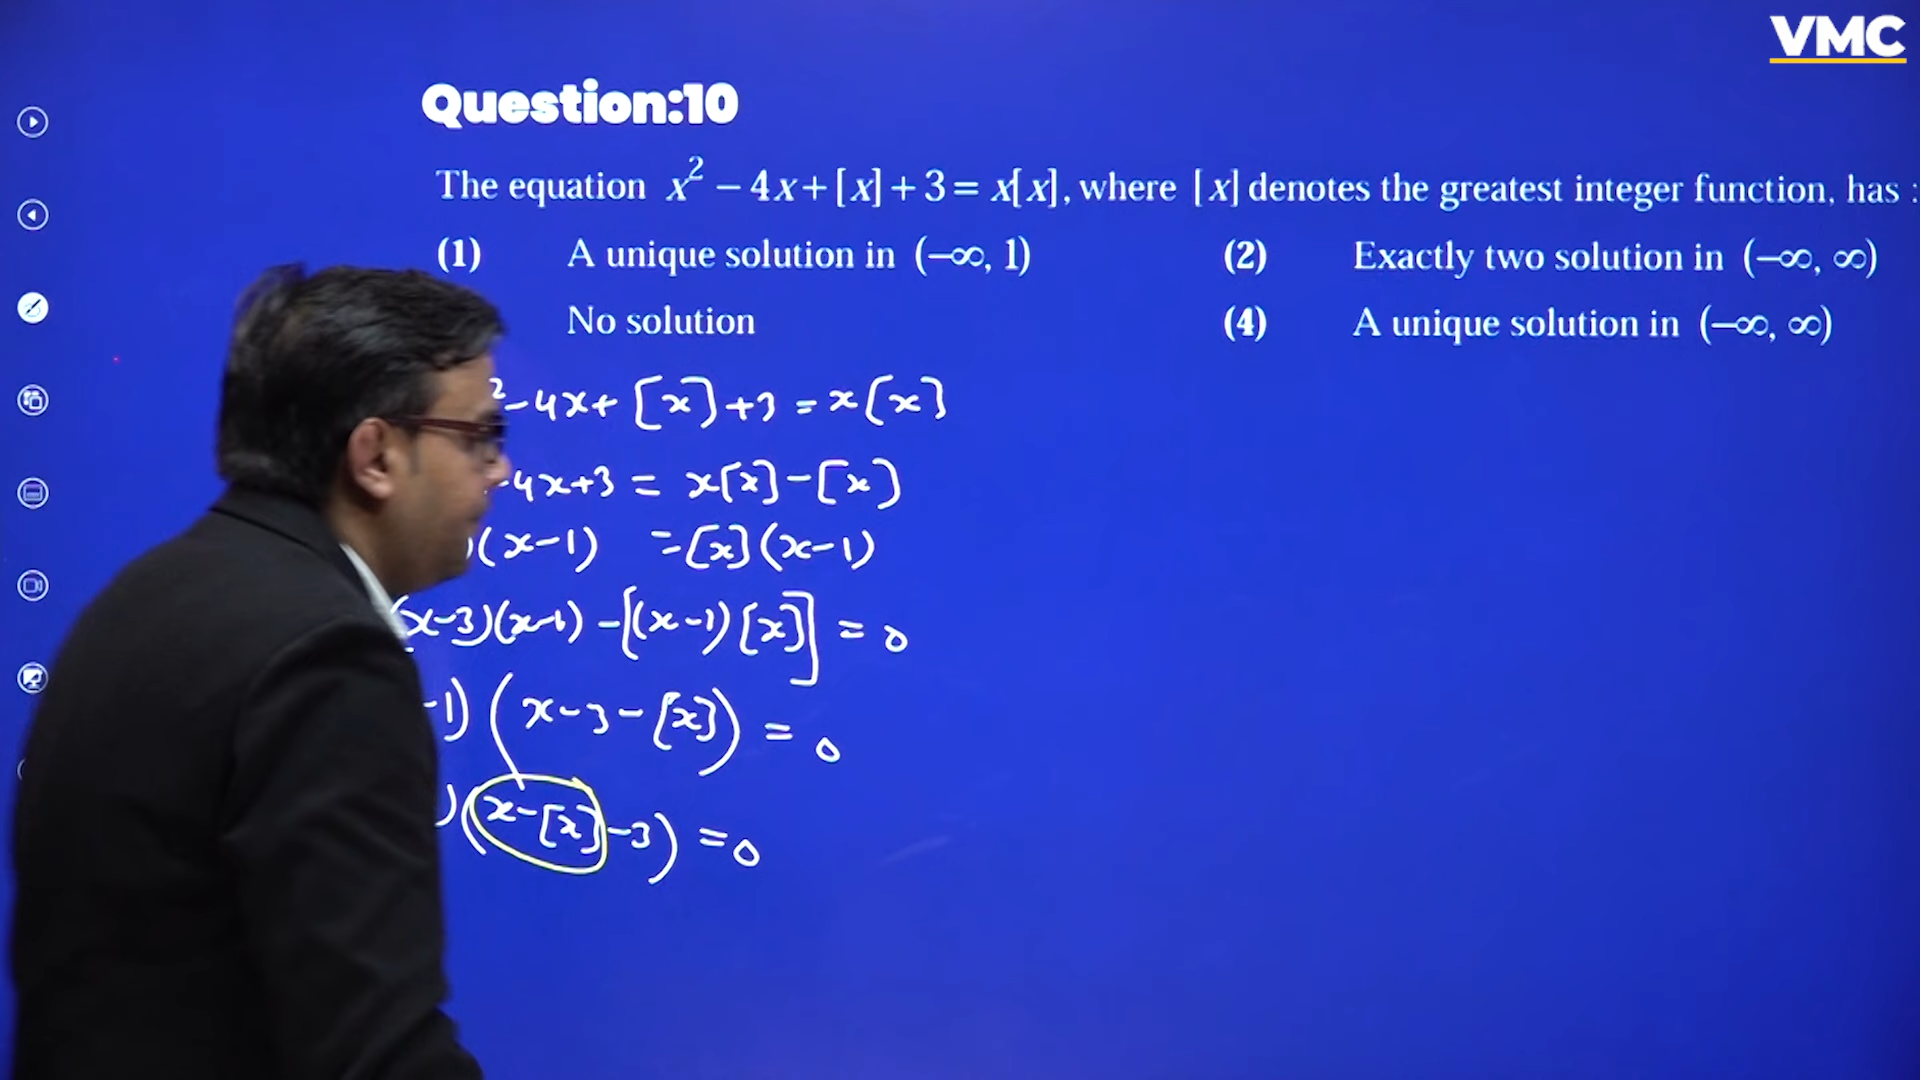 VMC
Question:10
The equation x² – 4x + [x] + 3 = x[x], where [x] denotes the greatest integer function, has :
(1) A unique solution in (–∞, 1) (2) Exactly two solution in (–∞, ∞)
No solution (4) A unique solution in (–∞, ∞)
² - 4x + [x] + 3 = x[x]
- 4x + 3 = x[x] - [x]
)(x - 1) = [x](x - 1)
(x - 3)(x - 1) - [(x - 1)[x]] = 0
- 1)(x - 3 - [x]) = 0
)(x - [x] - 3) = 0